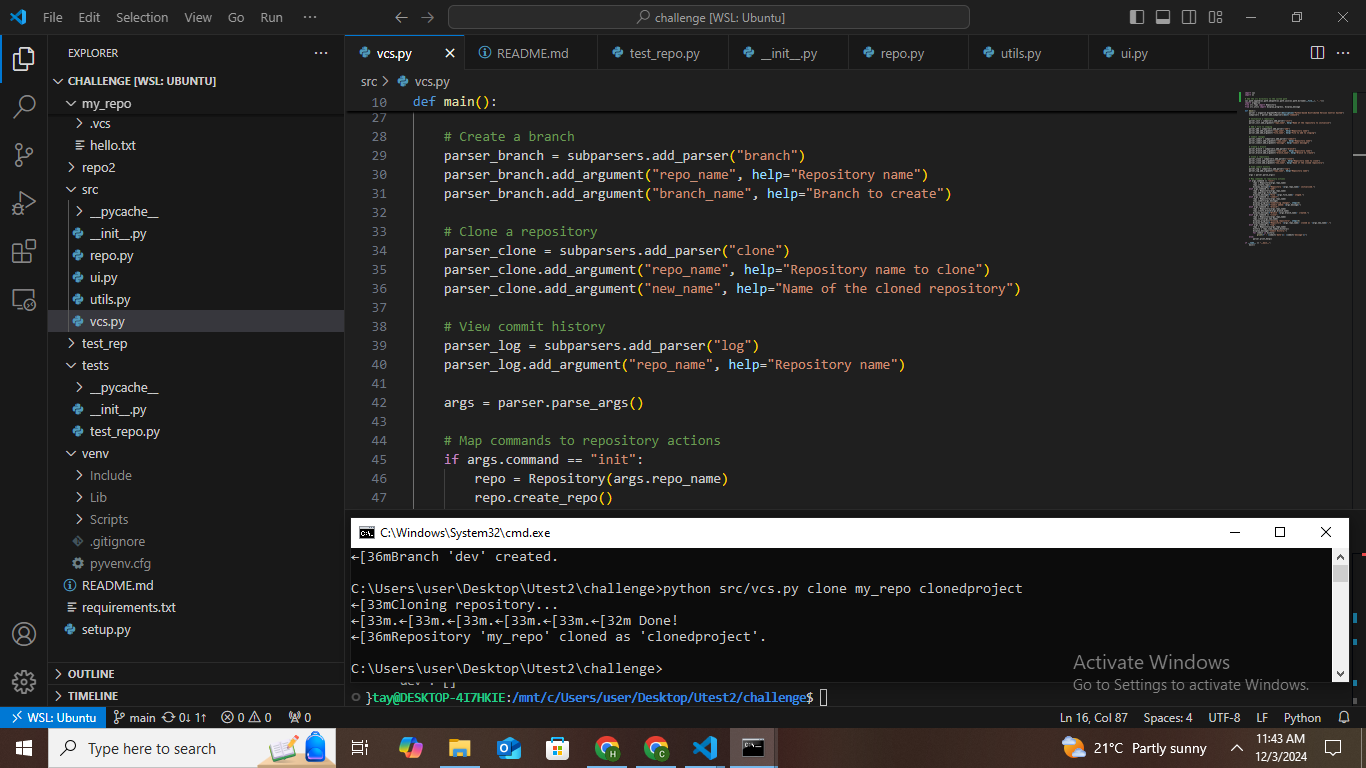 File Edit Selection View Go Run ··· challenge [WSL: Ubuntu]
EXPLORER ···
CHALLENGE [WSL: UBUNTU]
my_repo
.vcs
hello.txt
repo2
src
__pycache__
__init__.py
repo.py
ui.py
utils.py
vcs.py
test_rep
tests
__pycache__
__init__.py
test_repo.py
venv
Include
Lib
Scripts
.gitignore
pyvenv.cfg
README.md
requirements.txt
setup.py
OUTLINE
TIMELINE
vcs.py README.md test_repo.py __init__.py repo.py utils.py ui.py ···
src > vcs.py
10 def main():
27
28 # Create a branch
29 parser_branch = subparsers.add_parser("branch")
30 parser_branch.add_argument("repo_name", help="Repository name")
31 parser_branch.add_argument("branch_name", help="Branch to create")
32
33 # Clone a repository
34 parser_clone = subparsers.add_parser("clone")
35 parser_clone.add_argument("repo_name", help="Repository name to clone")
36 parser_clone.add_argument("new_name", help="Name of the cloned repository")
37
38 # View commit history
39 parser_log = subparsers.add_parser("log")
40 parser_log.add_argument("repo_name", help="Repository name")
41
42 args = parser.parse_args()
43
44 # Map commands to repository actions
45 if args.command == "init":
46 repo = Repository(args.repo_name)
47 repo.create_repo()
C:\Windows\System32\cmd.exe
←[36mBranch 'dev' created.
C:\Users\user\Desktop\Utest2\challenge>python src/vcs.py clone my_repo clonedproject
←[33mCloning repository...
←[33m.←[33m.←[33m.←[33m.←[33m.←[32m Done!
←[36mRepository 'my_repo' cloned as 'clonedproject'.
C:\Users\user\Desktop\Utest2\challenge>
}tay@DESKTOP-4I7HKIE:/mnt/c/Users/user/Desktop/Utest2/challenge$
Activate Windows
Go to Settings to activate Windows.
WSL: Ubuntu main 0↓ 1↑ 0 0 0 Ln 16, Col 87 Spaces: 4 UTF-8 LF Python
Type here to search 21°C Partly sunny 11:43 AM
12/3/2024